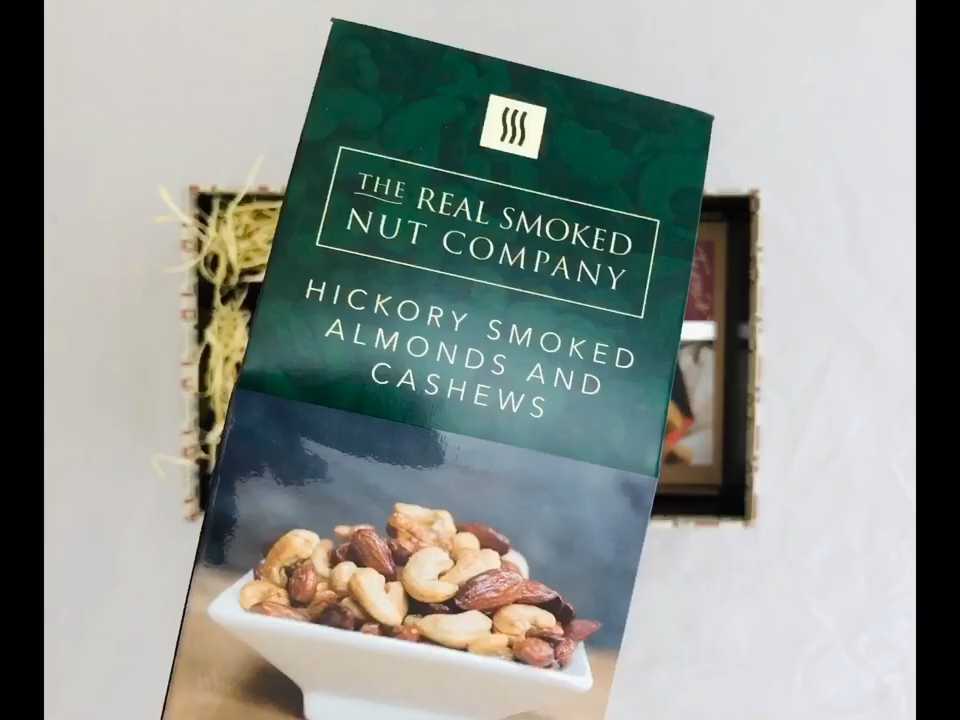 THE REAL SMOKED
NUT COMPANY
HICKORY SMOKED
ALMONDS AND
CASHEWS